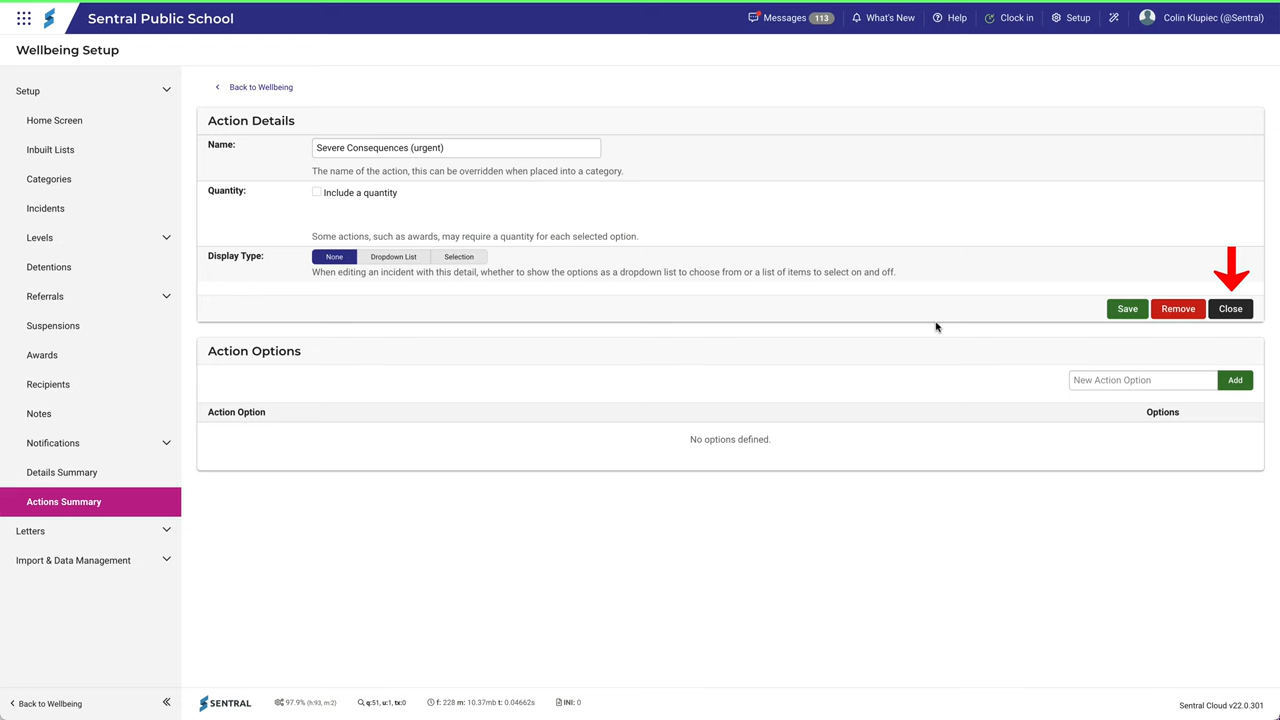 Sentral Public School
Messages 113
What's New
Help
Clock in
Setup
Colin Klupiec (@Sentral)
Wellbeing Setup
Setup
Home Screen
Inbuilt Lists
Categories
Incidents
Levels
Detentions
Referrals
Suspensions
Awards
Recipients
Notes
Notifications
Details Summary
Actions Summary
Letters
Import & Data Management
Back to Wellbeing
Back to Wellbeing
Action Details
Name:
Severe Consequences (urgent)
The name of the action, this can be overridden when placed into a category.
Quantity:
Include a quantity
Some actions, such as awards, may require a quantity for each selected option.
Display Type:
None Dropdown List Selection
When editing an incident with this detail, whether to show the options as a dropdown list to choose from or a list of items to select on and off.
Save Remove Close
Action Options
New Action Option Add
Action Option Options
No options defined.
SENTRAL
97.9% (h:93, m:2)
q:51, u:1, tx:0
f: 228 m: 10.37mb t: 0.04662s
INI: 0
Sentral Cloud v22.0.301